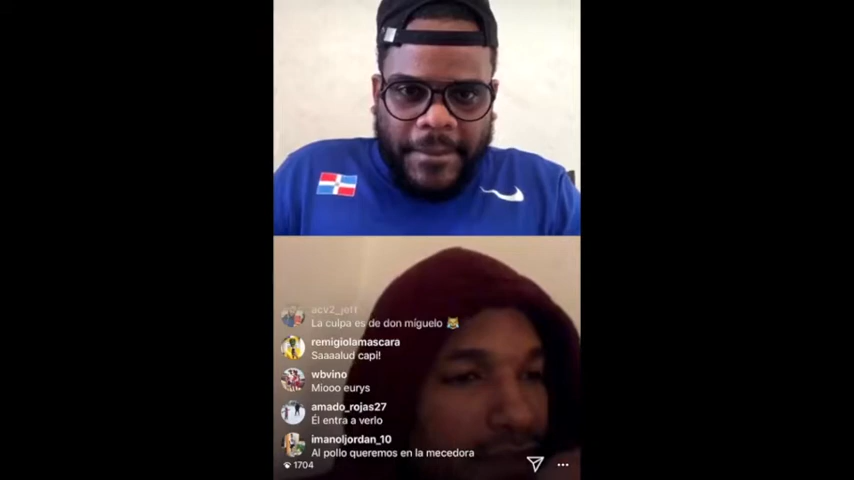 acv2_jeff
La culpa es de don míguelo
remigiolamascara
Saaaalud capi!
wbvino
Miooo eurys
amado_rojas27
Él entra a verlo
imanoljordan_10
Al pollo queremos en la mecedora
1704